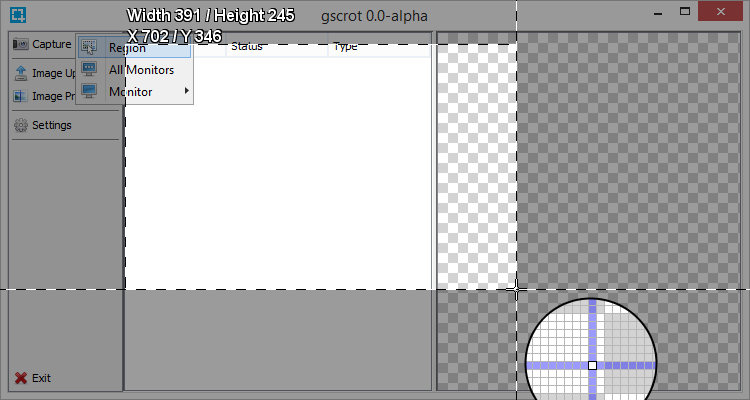 gscrot 0.0-alpha
Width 391 / Height 245
X 702 / Y 346
Capture
Region
Status
Type
All Monitors
Image Up
Monitor
Image Pr
Settings
Exit